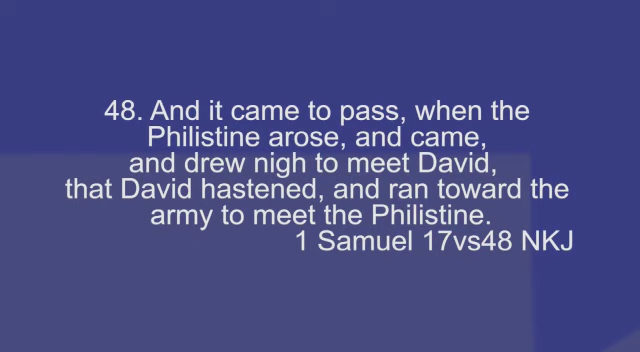 48. And it came to pass, when the
Philistine arose, and came,
and drew nigh to meet David,
that David hastened, and ran toward the
army to meet the Philistine.
1 Samuel 17vs48 NKJ